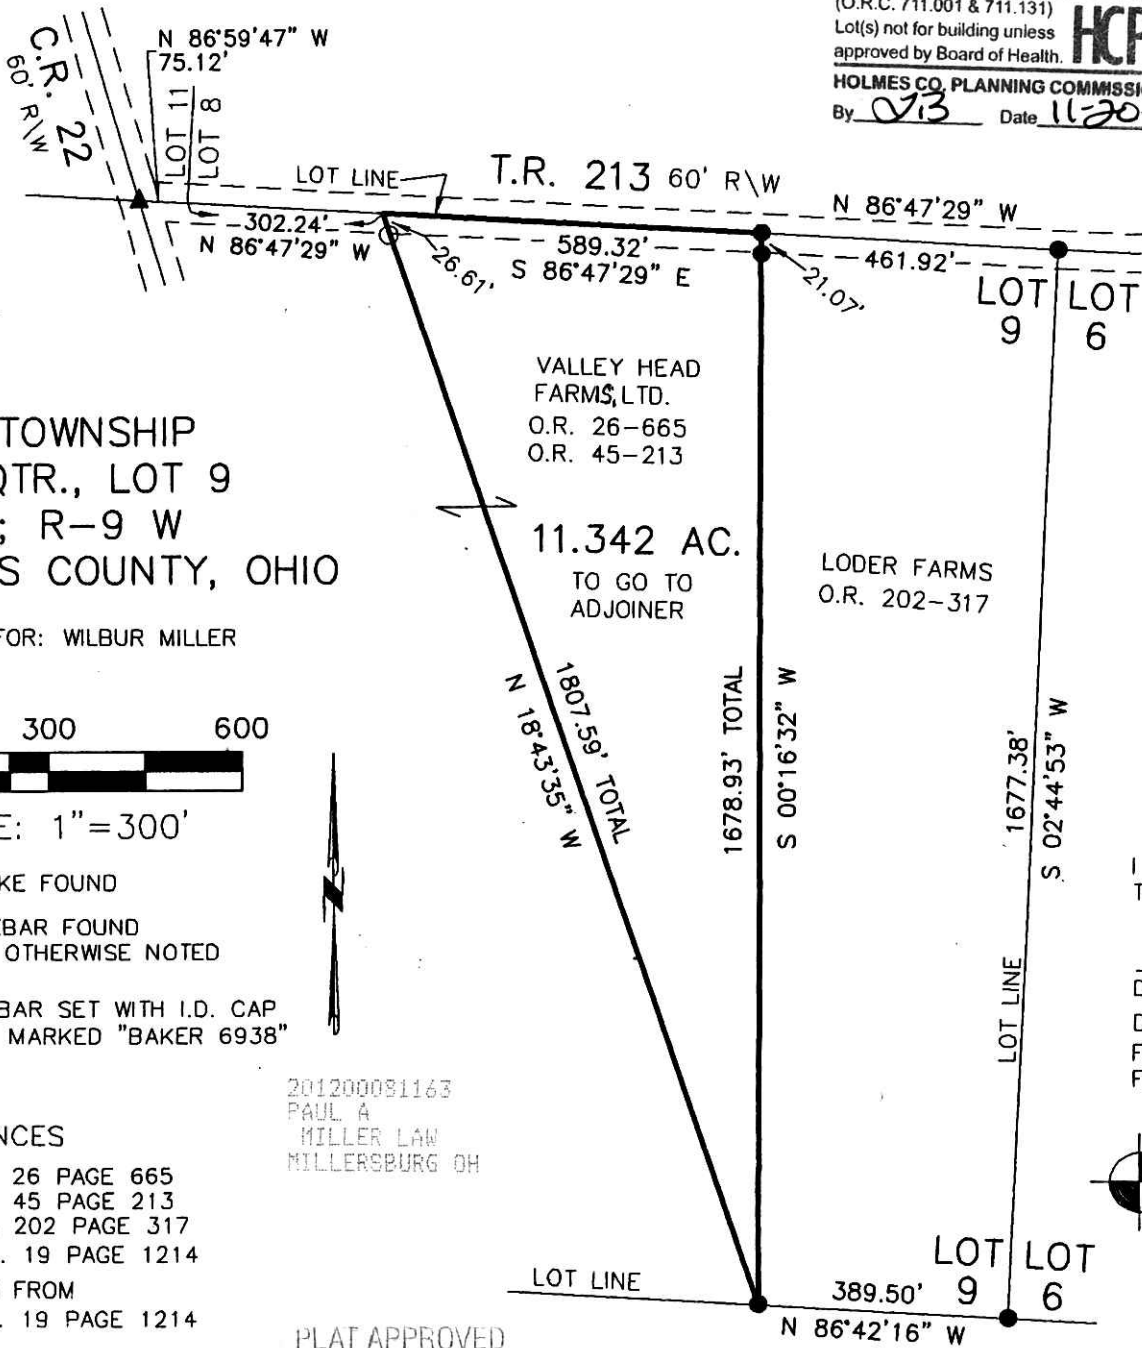 (O.R.C. 711.001 & 711.131)
Lot(s) not for building unless
approved by Board of Health.
HOLMES CO. PLANNING COMMISSI
By Date 11-20
N 86°59'47" W
75.12'
C.R. 22
60' R\W
LOT 11
LOT 8
LOT LINE
T.R. 213 60' R\W
N 86°47'29" W
302.24'
N 86°47'29" W
26.61'
589.32'
S 86°47'29" E
21.07'
461.92'
LOT 9
LOT 6
VALLEY HEAD
FARMS, LTD.
O.R. 26-665
O.R. 45-213
TOWNSHIP
QTR., LOT 9
; R-9 W
S COUNTY, OHIO
11.342 AC.
TO GO TO
ADJOINER
LODER FARMS
O.R. 202-317
FOR: WILBUR MILLER
1807.59' TOTAL
N 18°43'35" W
1678.93' TOTAL
S 00°16'32" W
1677.38'
S 02°44'53" W
LOT LINE
300 600
E: 1"=300'
KE FOUND
EBAR FOUND
OTHERWISE NOTED
BAR SET WITH I.D. CAP
MARKED "BAKER 6938"
201200081163
PAUL A
MILLER LAW
MILLERSBURG OH
NCES
26 PAGE 665
45 PAGE 213
202 PAGE 317
. 19 PAGE 1214
FROM
. 19 PAGE 1214
LOT LINE
LOT 9
LOT 6
389.50'
N 86°42'16" W
PLAT APPROVED